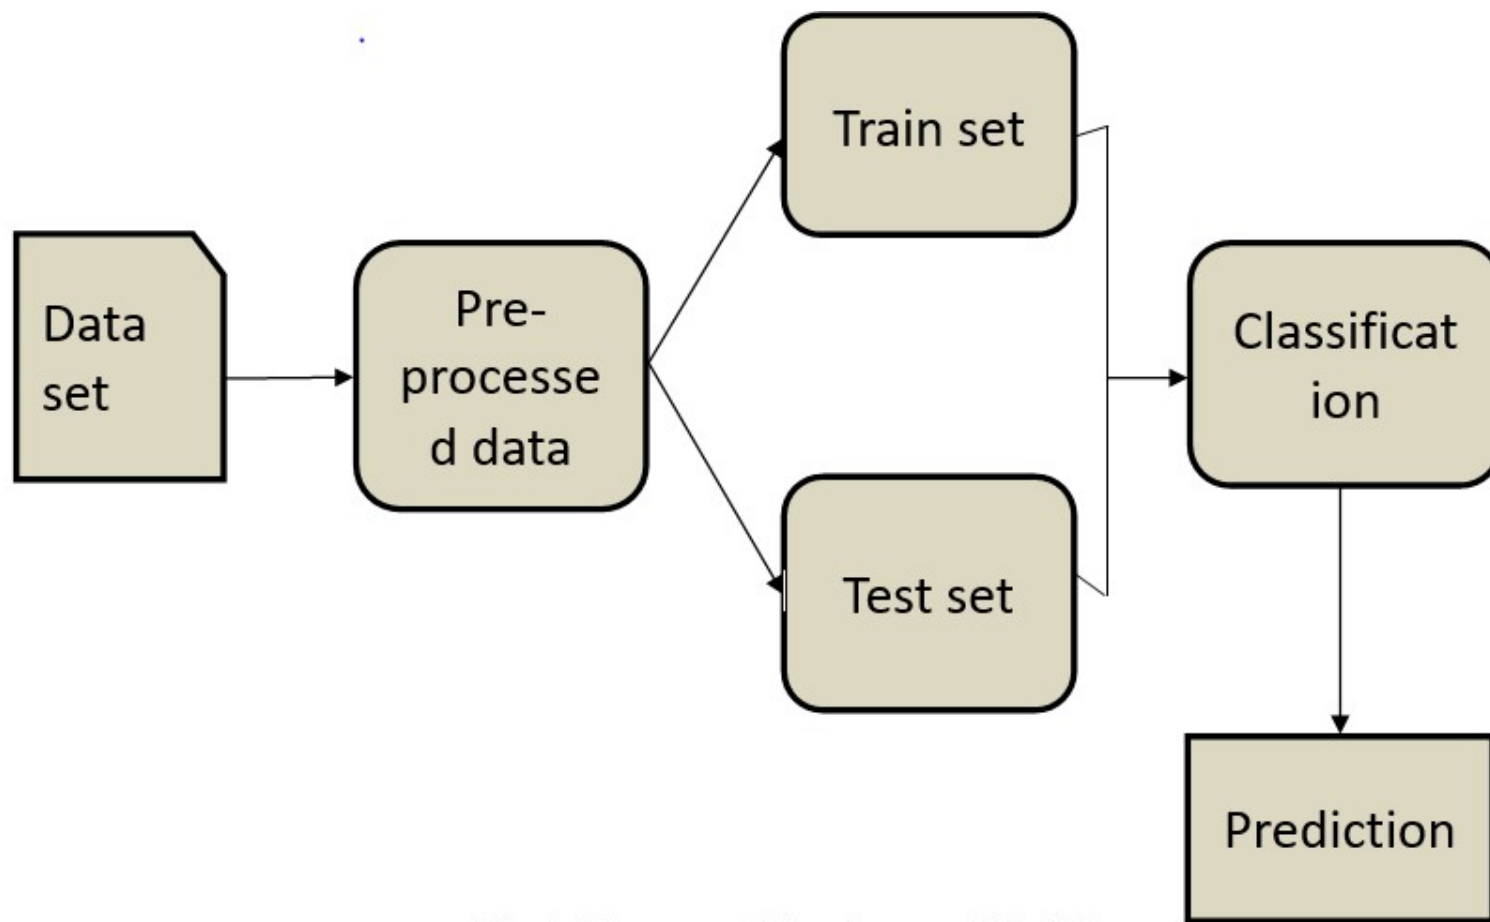 Train set
Data
set
Pre-
processe
d data
Classificat
ion
Test set
Prediction